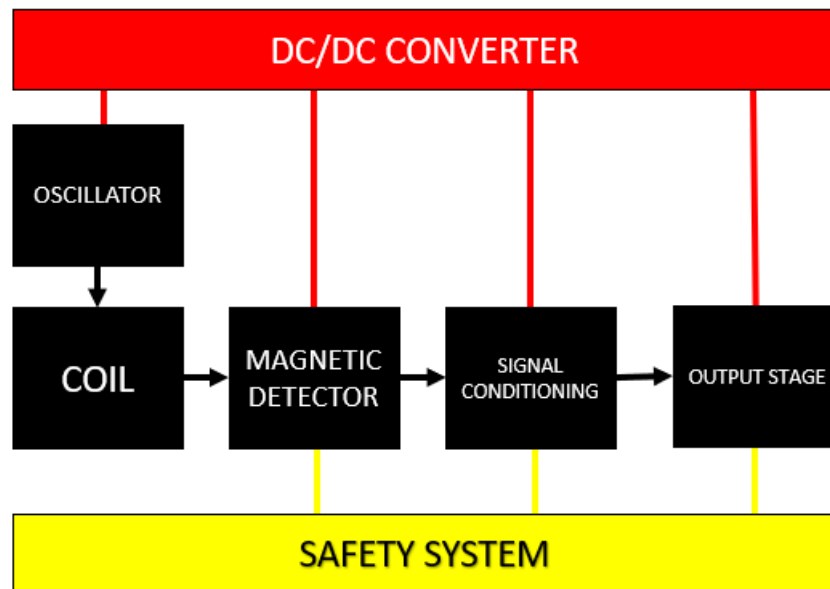 DC/DC CONVERTER
OSCILLATOR
COIL
MAGNETIC
DETECTOR
SIGNAL
CONDITIONING
OUTPUT STAGE
SAFETY SYSTEM